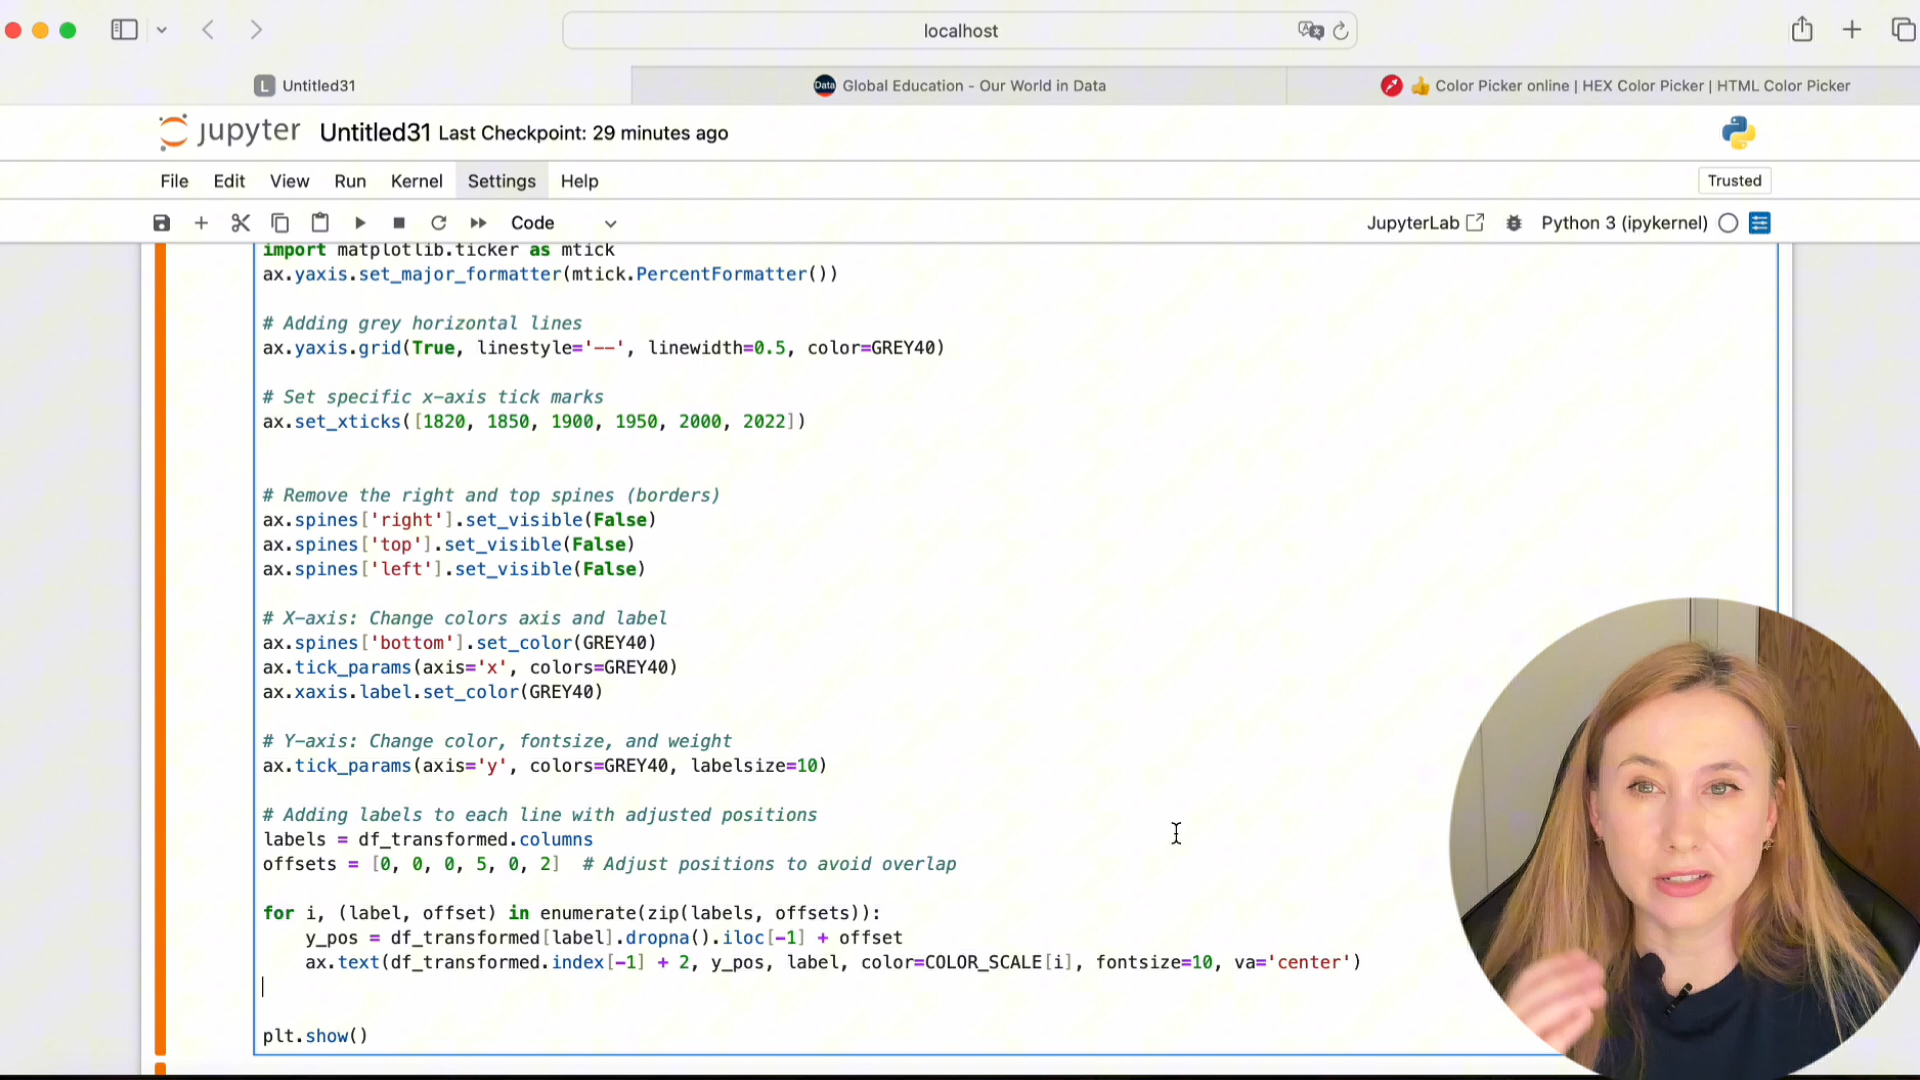 localhost
L Untitled31
Data Global Education - Our World in Data
👍 Color Picker online | HEX Color Picker | HTML Color Picker
jupyter Untitled31 Last Checkpoint: 29 minutes ago
File Edit View Run Kernel Settings Help
Trusted
Code
JupyterLab
Python 3 (ipykernel)
import matplotlib.ticker as mtick
ax.yaxis.set_major_formatter(mtick.PercentFormatter())
# Adding grey horizontal lines
ax.yaxis.grid(True, linestyle='--', linewidth=0.5, color=GREY40)
# Set specific x-axis tick marks
ax.set_xticks([1820, 1850, 1900, 1950, 2000, 2022])
# Remove the right and top spines (borders)
ax.spines['right'].set_visible(False)
ax.spines['top'].set_visible(False)
ax.spines['left'].set_visible(False)
# X-axis: Change colors axis and label
ax.spines['bottom'].set_color(GREY40)
ax.tick_params(axis='x', colors=GREY40)
ax.xaxis.label.set_color(GREY40)
# Y-axis: Change color, fontsize, and weight
ax.tick_params(axis='y', colors=GREY40, labelsize=10)
# Adding labels to each line with adjusted positions
labels = df_transformed.columns
offsets = [0, 0, 0, 5, 0, 2]  # Adjust positions to avoid overlap
for i, (label, offset) in enumerate(zip(labels, offsets)):
    y_pos = df_transformed[label].dropna().iloc[-1] + offset
    ax.text(df_transformed.index[-1] + 2, y_pos, label, color=COLOR_SCALE[i], fontsize=10, va='center')
plt.show()